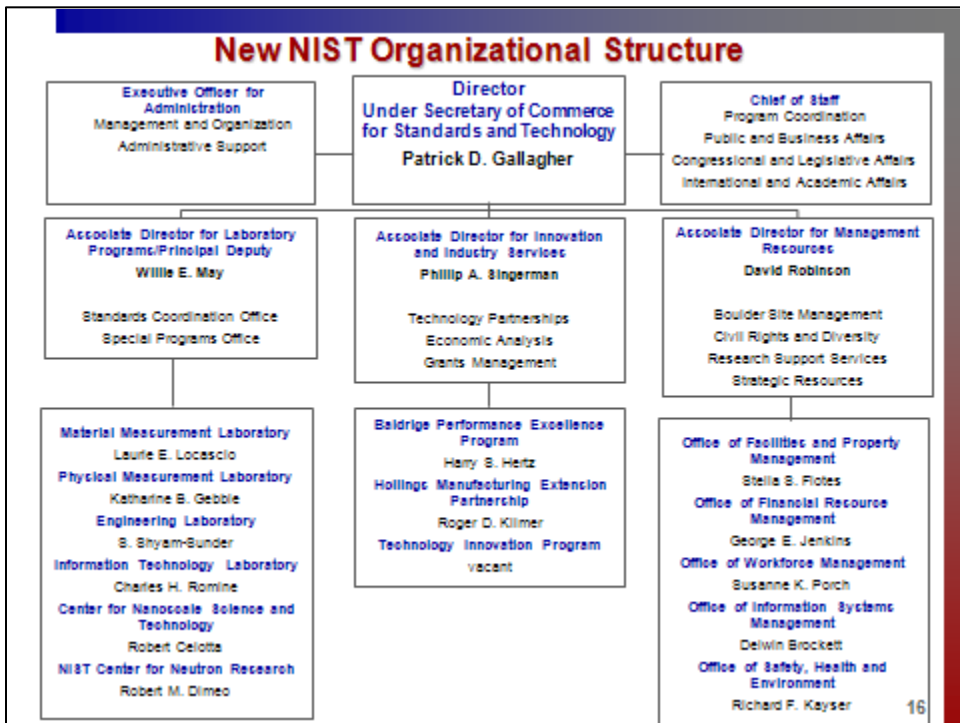 New NIST Organizational Structure
Executive Officer for
Administration
Management and Organization
Administrative Support
Director
Under Secretary of Commerce
for Standards and Technology
Patrick D. Gallagher
Chief of Staff
Program Coordination
Public and Business Affairs
Congressional and Legislative Affairs
International and Academic Affairs
Associate Director for Laboratory
Programs/Principal Deputy
Willie E. May
Standards Coordination Office
Special Programs Office
Associate Director for Innovation
and Industry Services
Phillip A. Singerman
Technology Partnerships
Economic Analysis
Grants Management
Associate Director for Management
Resources
David Robinson
Boulder Site Management
Civil Rights and Diversity
Research Support Services
Strategic Resources
Material Measurement Laboratory
Laurie E. Locascio
Physical Measurement Laboratory
Katharine B. Gebbie
Engineering Laboratory
S. Shyam-Sunder
Information Technology Laboratory
Charles H. Romine
Center for Nanoscale Science and
Technology
Robert Celotta
NIST Center for Neutron Research
Robert M. Dimeo
Baldrige Performance Excellence
Program
Harry S. Hertz
Hollings Manufacturing Extension
Partnership
Roger D. Kilmer
Technology Innovation Program
vacant
Office of Facilities and Property
Management
Stella S. Fiotes
Office of Financial Resource
Management
George E. Jenkins
Office of Workforce Management
Susanne K. Porch
Office of Information Systems
Management
Delwin Brockett
Office of Safety, Health and
Environment
Richard F. Kayser
16